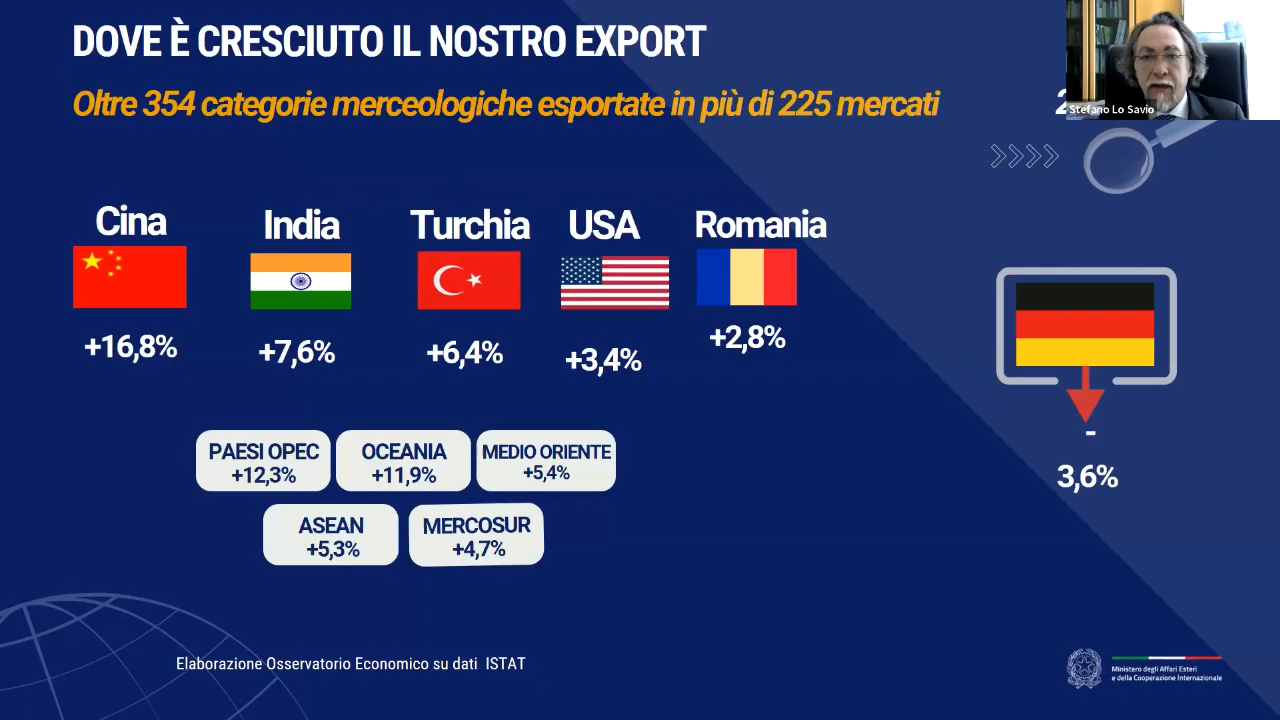 DOVE È CRESCIUTO IL NOSTRO EXPORT
Oltre 354 categorie merceologiche esportate in più di 225 mercati
Stefano Lo Savio
Cina
India
Turchia
USA
Romania
+16,8%
+7,6%
+6,4%
+3,4%
+2,8%
-
3,6%
PAESI OPEC
+12,3%
OCEANIA
+11,9%
MEDIO ORIENTE
+5,4%
ASEAN
+5,3%
MERCOSUR
+4,7%
Elaborazione Osservatorio Economico su dati ISTAT
Ministero degli Affari Esteri
e della Cooperazione Internazionale